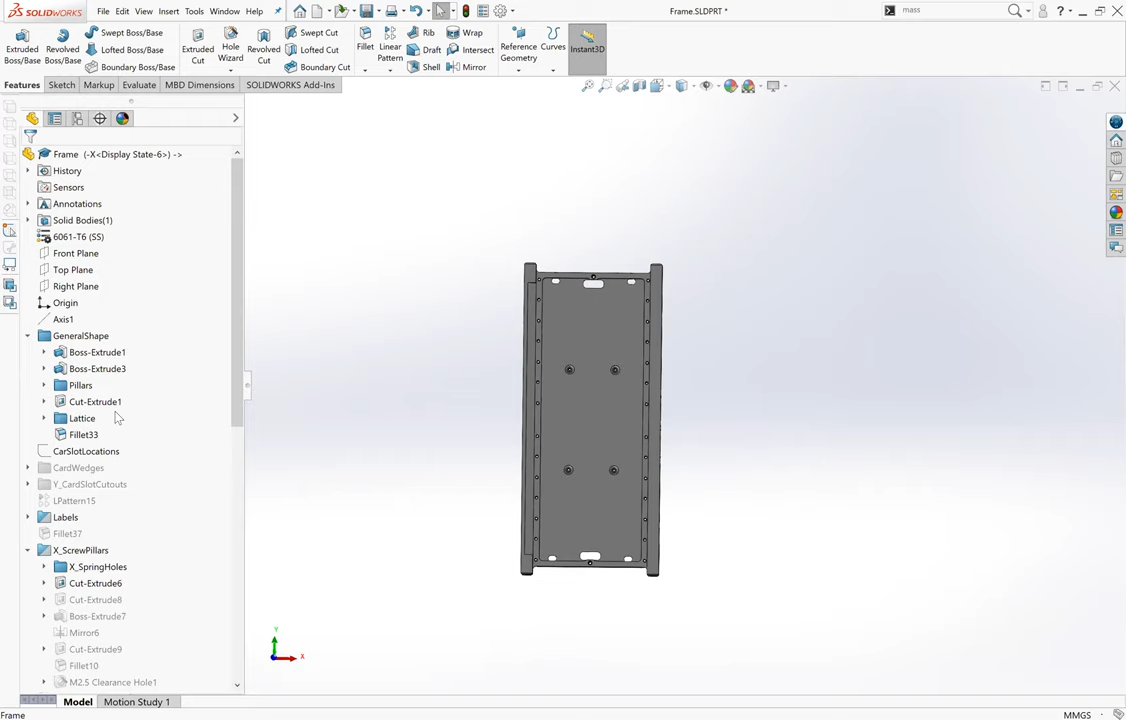 SOLIDWORKS File Edit View Insert Tools Window Help Frame.SLDPRT * mass
Extruded Boss/Base
Revolved Boss/Base
Swept Boss/Base
Lofted Boss/Base
Boundary Boss/Base
Extruded Cut
Hole Wizard
Revolved Cut
Swept Cut
Lofted Cut
Boundary Cut
Fillet
Linear Pattern
Rib
Draft
Shell
Wrap
Intersect
Mirror
Reference Geometry
Curves
Instant3D
Features Sketch Markup Evaluate MBD Dimensions SOLIDWORKS Add-Ins
Frame (-X<Display State-6>) ->
History
Sensors
Annotations
Solid Bodies(1)
6061-T6 (SS)
Front Plane
Top Plane
Right Plane
Origin
Axis1
GeneralShape
Boss-Extrude1
Boss-Extrude3
Pillars
Cut-Extrude1
Lattice
Fillet33
CarSlotLocations
CardWedges
Y_CardSlotCutouts
LPattern15
Labels
Fillet37
X_ScrewPillars
X_SpringHoles
Cut-Extrude6
Cut-Extrude8
Boss-Extrude7
Mirror6
Cut-Extrude9
Fillet10
M2.5 Clearance Hole1
Y
X
Model Motion Study 1
Frame MMGS